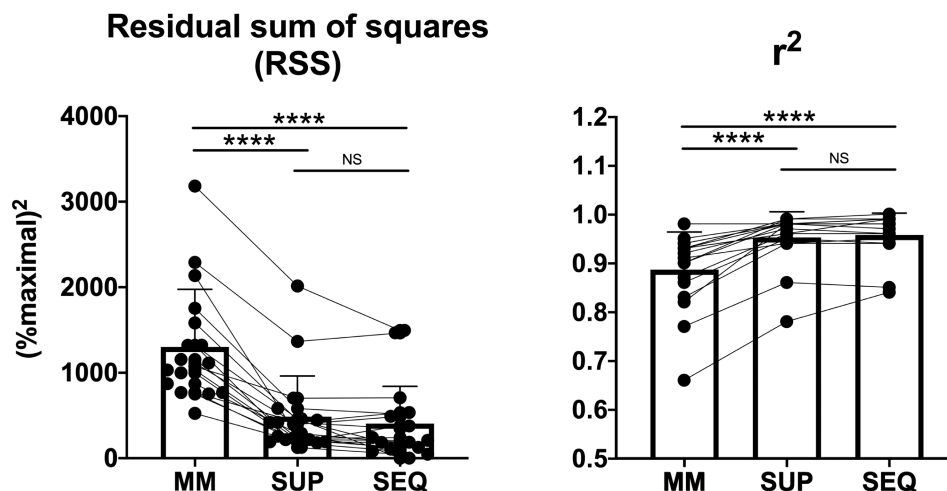 Residual sum of squares
(RSS)
r²
(%maximal)²
4000
3000
2000
1000
0
****
****
NS
MM SUP SEQ
1.2
1.1
1.0
0.9
0.8
0.7
0.6
0.5
****
****
NS
MM SUP SEQ